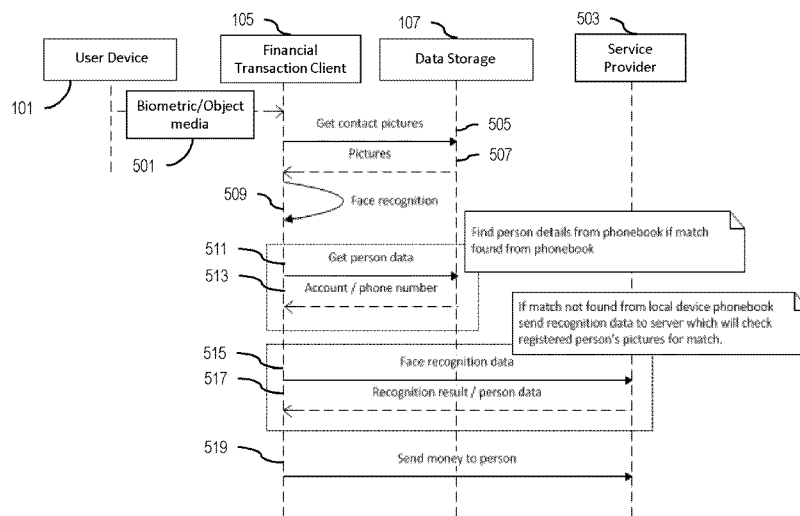 105
107
503
User Device
Financial
Transaction Client
Data Storage
Service
Provider
101
Biometric/Object
media
501
Get contact pictures
505
Pictures
507
509
Face recognition
Find person details from phonebook if match
found from phonebook
511
Get person data
513
Account / phone number
If match not found from local device phonebook
send recognition data to server which will check
registered person's pictures for match.
515
Face recognition data
517
Recognition result / person data
519
Send money to person